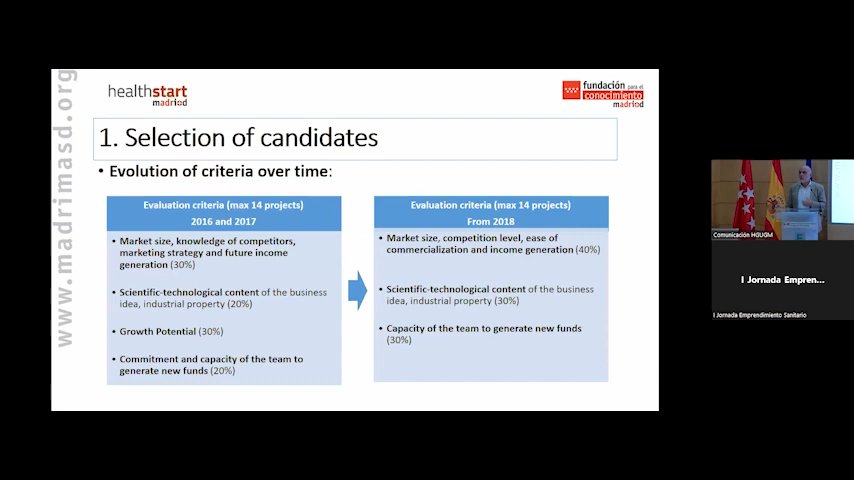 www.madrimasd.org
healthstart
madrid
fundación para el
conocimiento
madrid
1. Selection of candidates
• Evolution of criteria over time:
Evaluation criteria (max 14 projects)
2016 and 2017
• Market size, knowledge of competitors,
marketing strategy and future income
generation (30%)
• Scientific-technological content of the business
idea, industrial property (20%)
• Growth Potential (30%)
• Commitment and capacity of the team to
generate new funds (20%)
Evaluation criteria (max 14 projects)
From 2018
• Market size, competition level, ease of
commercialization and income generation (40%)
• Scientific-technological content of the business
idea, industrial property (30%)
• Capacity of the team to generate new funds
(30%)
Comunicación HGUGM
I Jornada Empren...
I Jornada Emprendimiento Sanitario